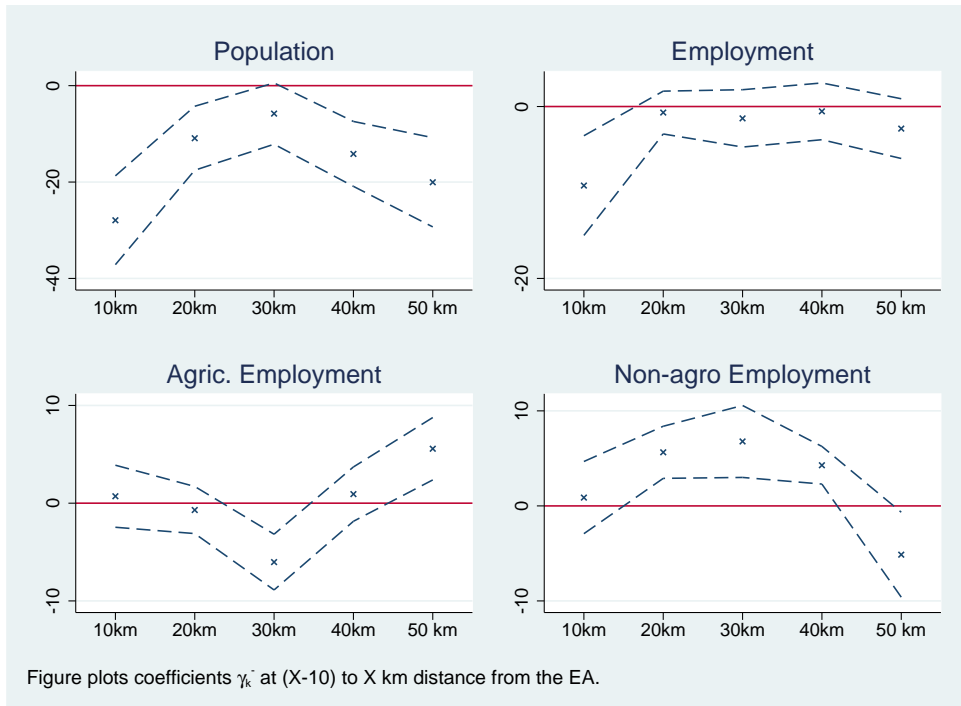 Population
0
-20
-40
10km 20km 30km 40km 50 km
Employment
0
-20
10km 20km 30km 40km 50 km
Agric. Employment
10
0
-10
10km 20km 30km 40km 50 km
Non-agro Employment
10
0
-10
10km 20km 30km 40km 50 km
Figure plots coefficients γₖ⁻ at (X-10) to X km distance from the EA.